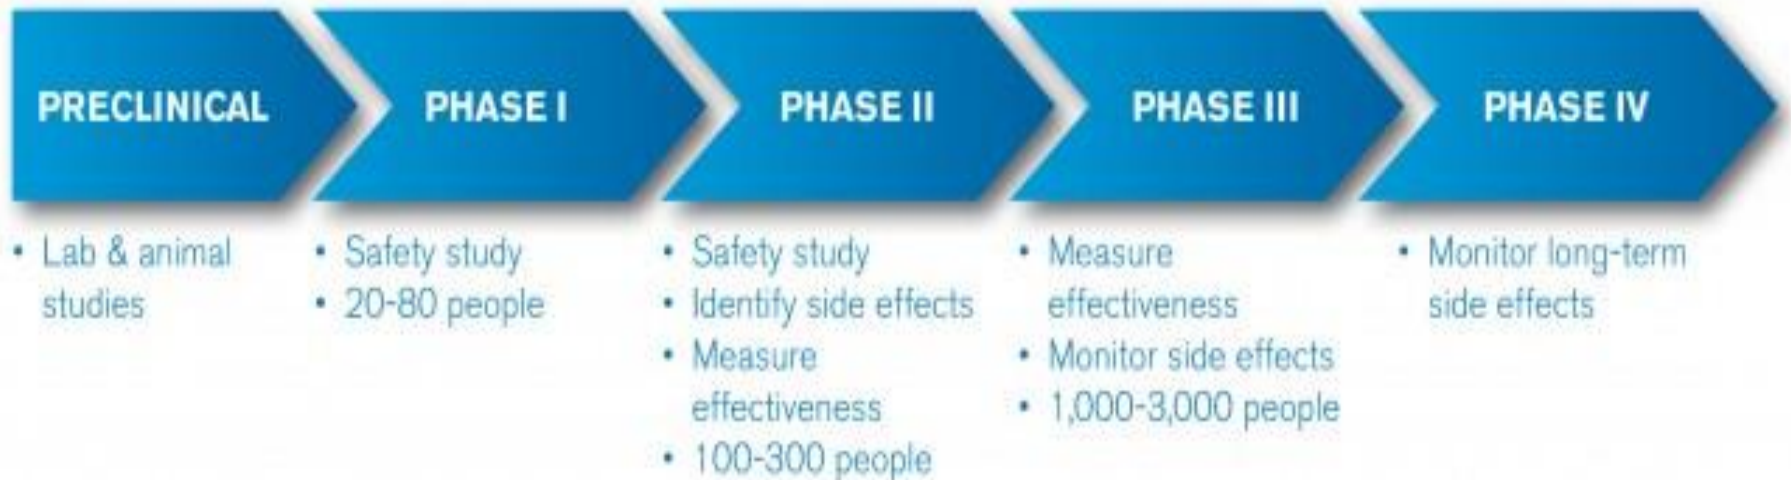 PRECLINICAL
• Lab & animal
studies
PHASE I
• Safety study
• 20-80 people
PHASE II
• Safety study
• Identify side effects
• Measure
effectiveness
• 100-300 people
PHASE III
• Measure
effectiveness
• Monitor side effects
• 1,000-3,000 people
PHASE IV
• Monitor long-term
side effects